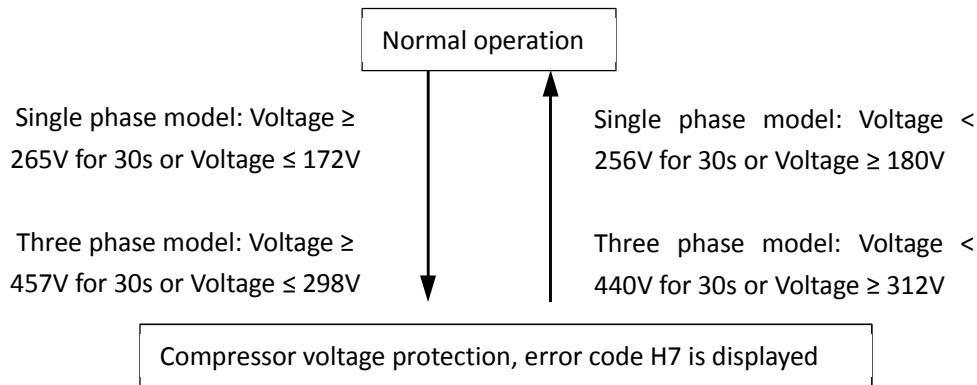 Normal operation
Single phase model: Voltage ≥
265V for 30s or Voltage ≤ 172V
Three phase model: Voltage ≥
457V for 30s or Voltage ≤ 298V
Single phase model: Voltage <
256V for 30s or Voltage ≥ 180V
Three phase model: Voltage <
440V for 30s or Voltage ≥ 312V
Compressor voltage protection, error code H7 is displayed